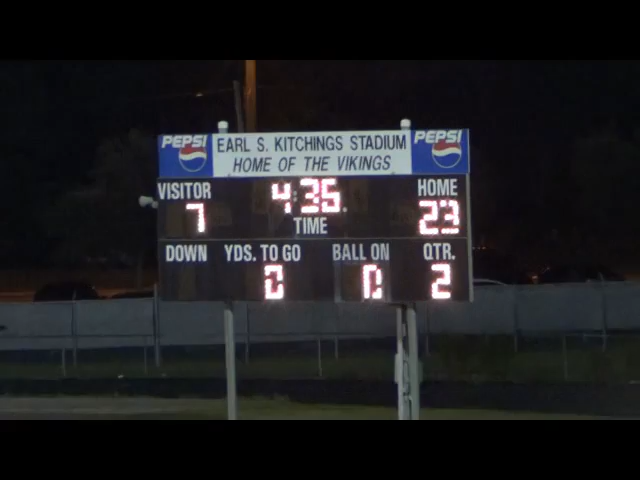 PEPSI EARL S. KITCHINGS STADIUM PEPSI
HOME OF THE VIKINGS
VISITOR 4:35 HOME
7 TIME 23
DOWN YDS. TO GO BALL ON QTR.
0 0 2